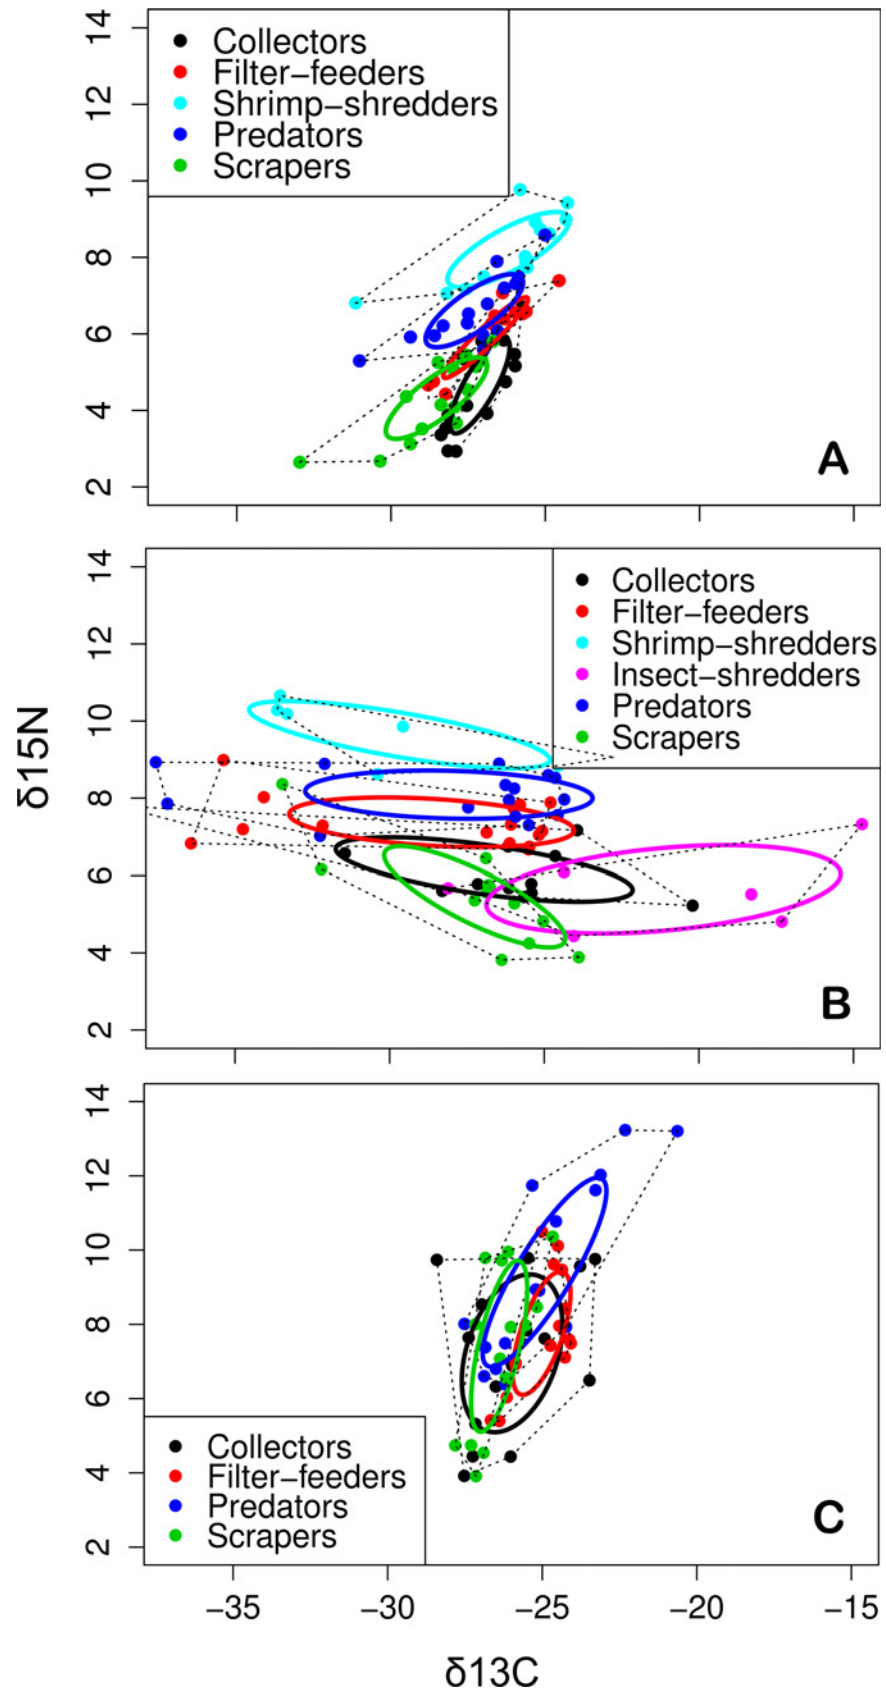 14
12
10
8
6
4
2
Collectors
Filter-feeders
Shrimp-shredders
Predators
Scrapers
A
δ15N
14
12
10
8
6
4
2
Collectors
Filter-feeders
Shrimp-shredders
Insect-shredders
Predators
Scrapers
B
14
12
10
8
6
4
2
Collectors
Filter-feeders
Predators
Scrapers
C
-35 -30 -25 -20 -15
δ13C